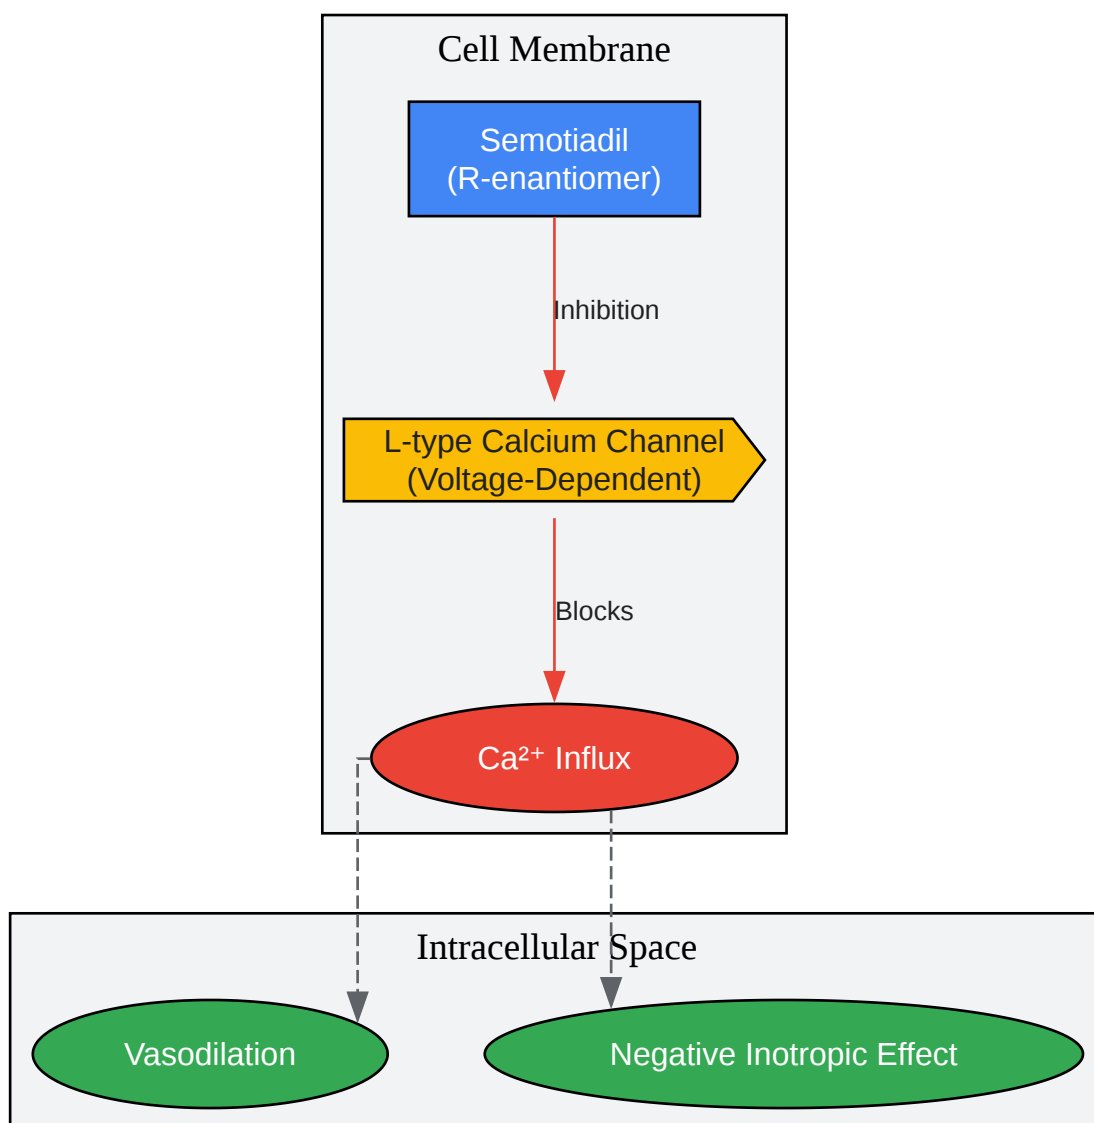 Cell Membrane
Semotiadil
(R-enantiomer)
Inhibition
L-type Calcium Channel
(Voltage-Dependent)
Blocks
Ca²⁺ Influx
Intracellular Space
Vasodilation
Negative Inotropic Effect